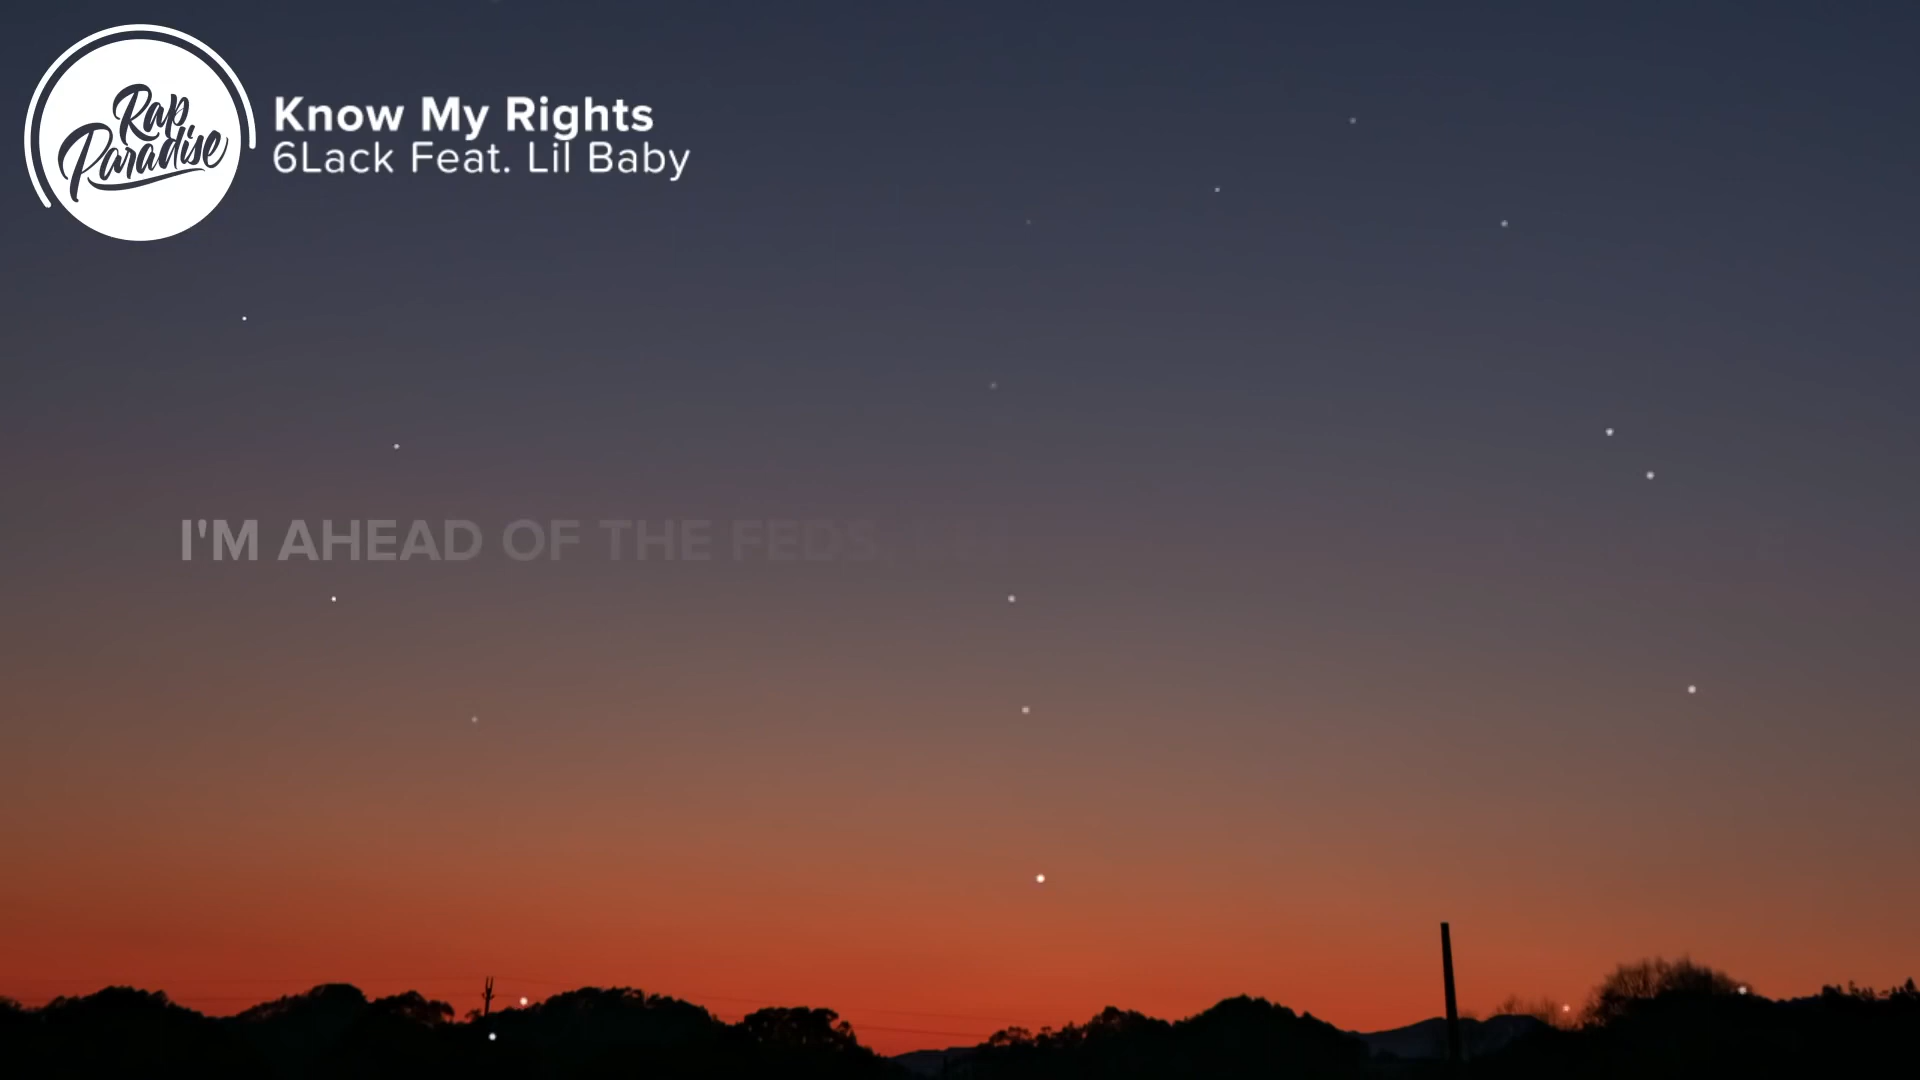 Rap
Paradise
Know My Rights
6Lack Feat. Lil Baby
I'M AHEAD OF THE FEDS,